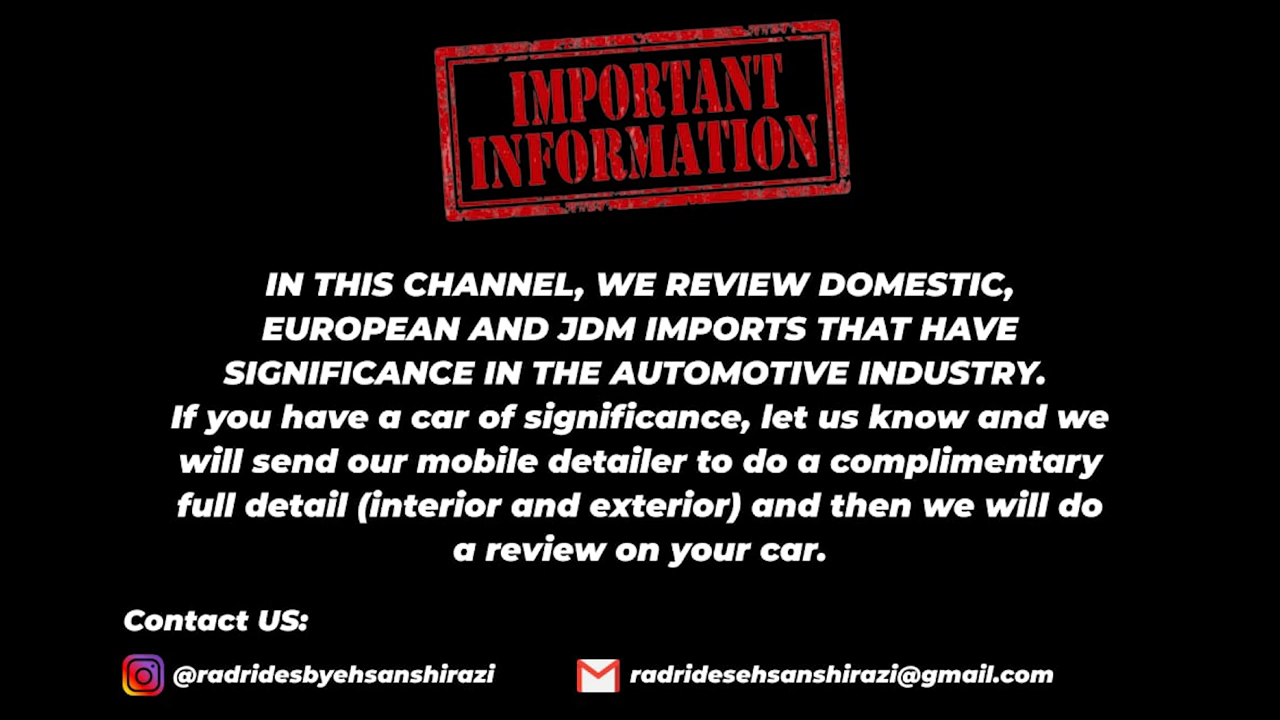 IMPORTANT
INFORMATION
IN THIS CHANNEL, WE REVIEW DOMESTIC,
EUROPEAN AND JDM IMPORTS THAT HAVE
SIGNIFICANCE IN THE AUTOMOTIVE INDUSTRY.
If you have a car of significance, let us know and we
will send our mobile detailer to do a complimentary
full detail (interior and exterior) and then we will do
a review on your car.
Contact US:
@radridesbyehsanshirazi
radridesehsanshirazi@gmail.com